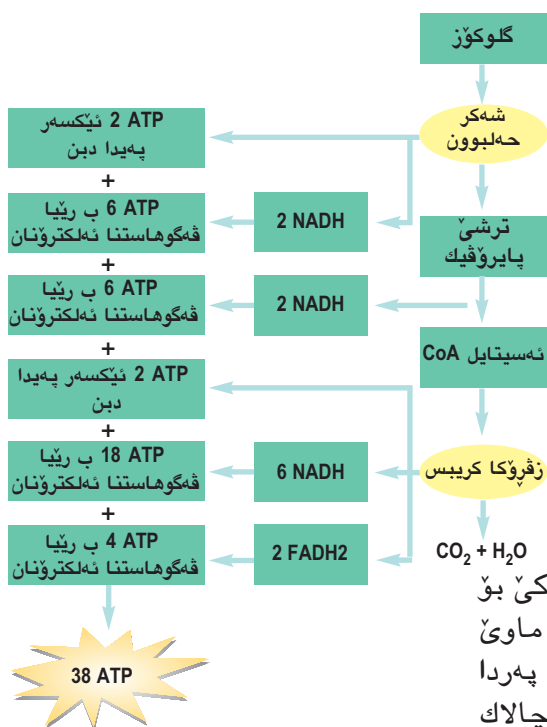 گلوکۆز
شەکر
حەلبوون
2 ATP ئێکسەر
پەیدا دبن
+
6 ATP ب رێیا
ڤەگوهاستنا ئەلکترۆنان
2 NADH
ترشێ
پایرۆڤیك
+
6 ATP ب رێیا
ڤەگوهاستنا ئەلکترۆنان
2 NADH
+
ئەسیتایل CoA
2 ATP ئێکسەر پەیدا
دبن
+
زڤڕۆکا کریبس
6 NADH
18 ATP ب رێیا
ڤەگوهاستنا ئەلکترۆنان
+
2 FADH2
4 ATP ب رێیا
ڤەگوهاستنا ئەلکترۆنان
CO₂ + H₂O
38 ATP
کێ بۆ
ماوێ
پەردا
چالاك